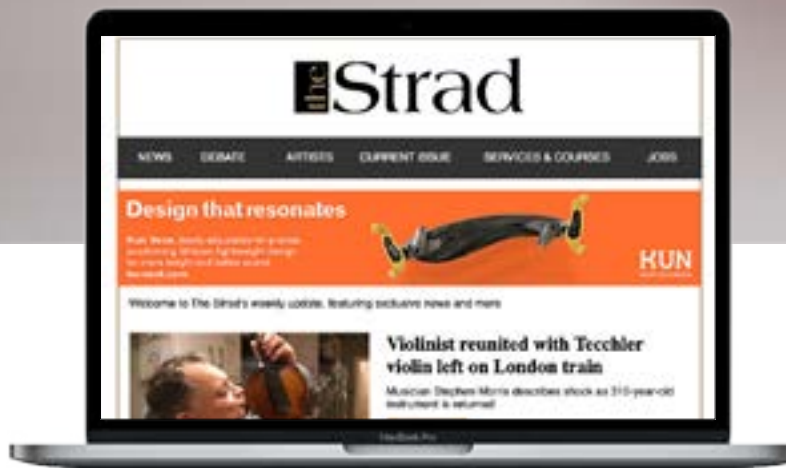 the Strad
NEWS DEBATE ARTISTS CURRENT ISSUE SERVICES & COURSES JOBS
Design that resonates
KUN
Welcome to The Strad's weekly update, featuring exclusive news and more
Violinist reunited with Tecchler
violin left on London train
Musician Stephen Morris describes shock as 310-year-old
instrument is returned
MacBook Pro